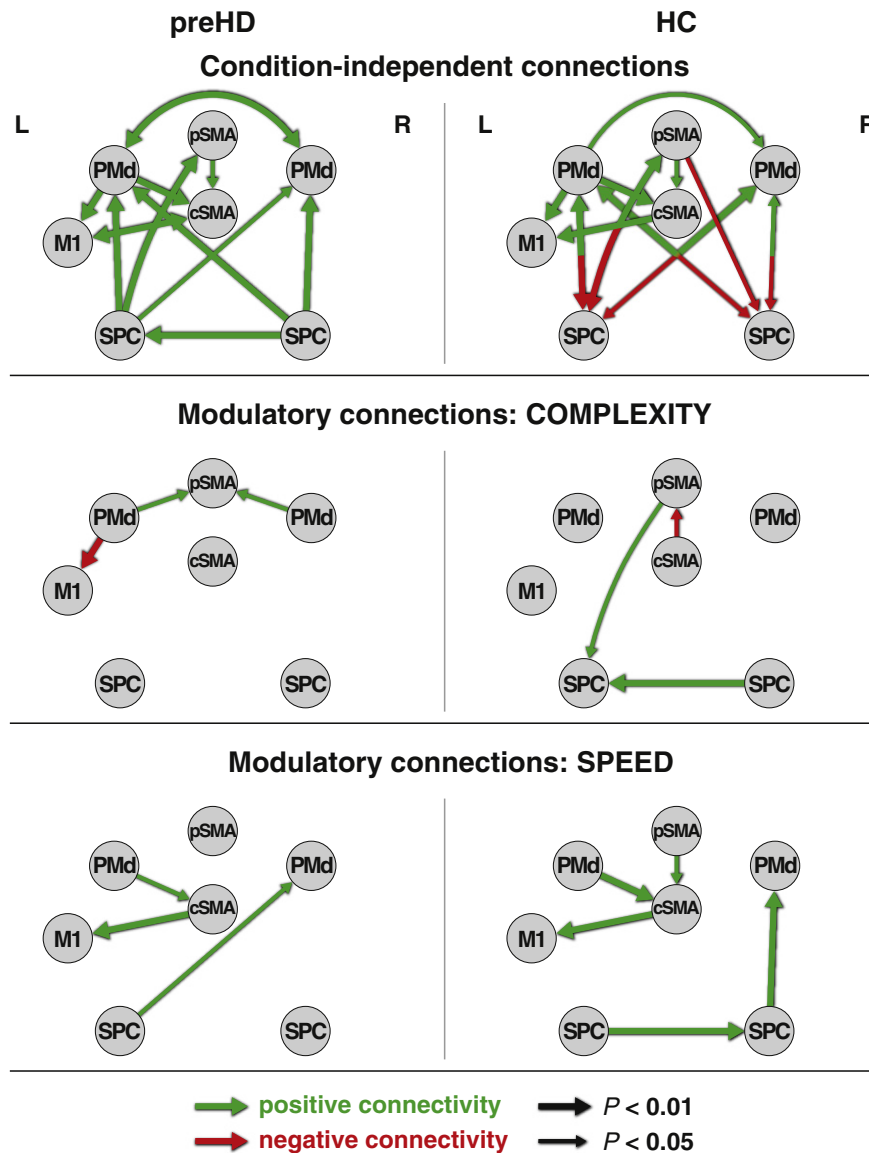 preHD HC
Condition-independent connections
L R L R
pSMA pSMA
PMd PMd PMd PMd
cSMA cSMA
M1 M1
SPC SPC SPC SPC
Modulatory connections: COMPLEXITY
pSMA pSMA
PMd PMd PMd PMd
cSMA cSMA
M1 M1
SPC SPC SPC SPC
Modulatory connections: SPEED
pSMA pSMA
PMd PMd PMd PMd
cSMA cSMA
M1 M1
SPC SPC SPC SPC
positive connectivity P < 0.01
negative connectivity P < 0.05